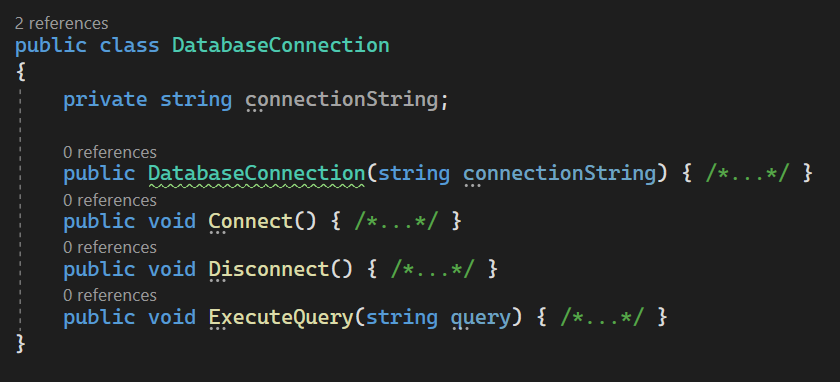 2 references
public class DatabaseConnection
{
private string connectionString;
0 references
public DatabaseConnection(string connectionString) { /*...*/ }
0 references
public void Connect() { /*...*/ }
0 references
public void Disconnect() { /*...*/ }
0 references
public void ExecuteQuery(string query) { /*...*/ }
}